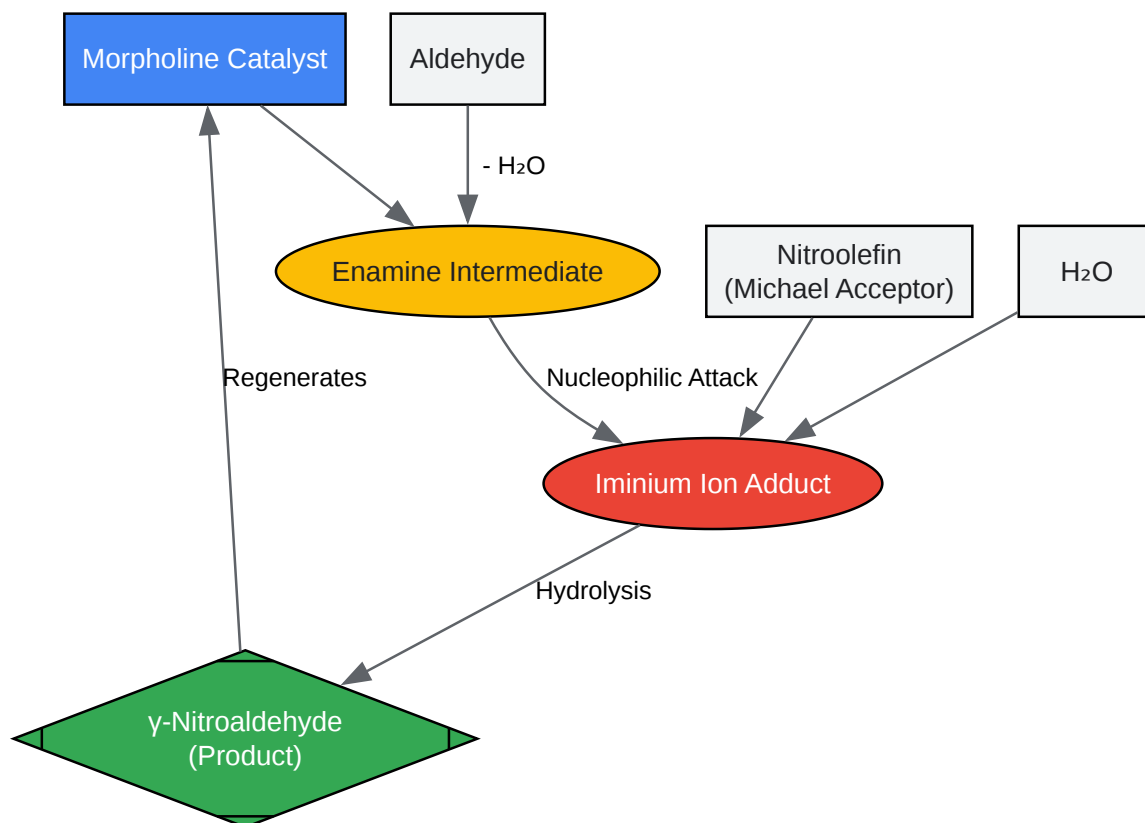 Morpholine Catalyst
Aldehyde
- H₂O
Enamine Intermediate
Nitroolefin
(Michael Acceptor)
H₂O
Regenerates
Nucleophilic Attack
Iminium Ion Adduct
Hydrolysis
γ-Nitroaldehyde
(Product)